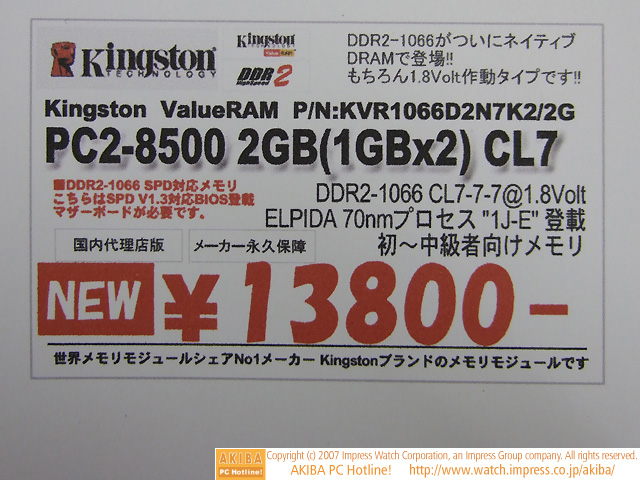 Kingston
TECHNOLOGY
Kingston
TECHNOLOGY
Value RAM
DDR2
HighSpeed
DDR2-1066がついにネイティブ
DRAMで登場!!
もちろん1.8Volt作動タイプです!!
Kingston ValueRAM P/N:KVR1066D2N7K2/2G
PC2-8500 2GB(1GBx2) CL7
■DDR2-1066 SPD対応メモリ
こちらはSPD V1.3対応BIOS登載
マザーボードが必要です。
DDR2-1066 CL7-7-7@1.8Volt
ELPIDA 70nmプロセス "1J-E" 登載
初～中級者向けメモリ
国内代理店版
メーカー永久保障
NEW ¥13800-
世界メモリモジュールシェアNo1メーカー Kingstonブランドのメモリモジュールです
AKIBA
PC Hotline!
Copyright (c) 2007 Impress Watch Corporation, an Impress Group company. All rights reserved.
AKIBA PC Hotline! http://www.watch.impress.co.jp/akiba/